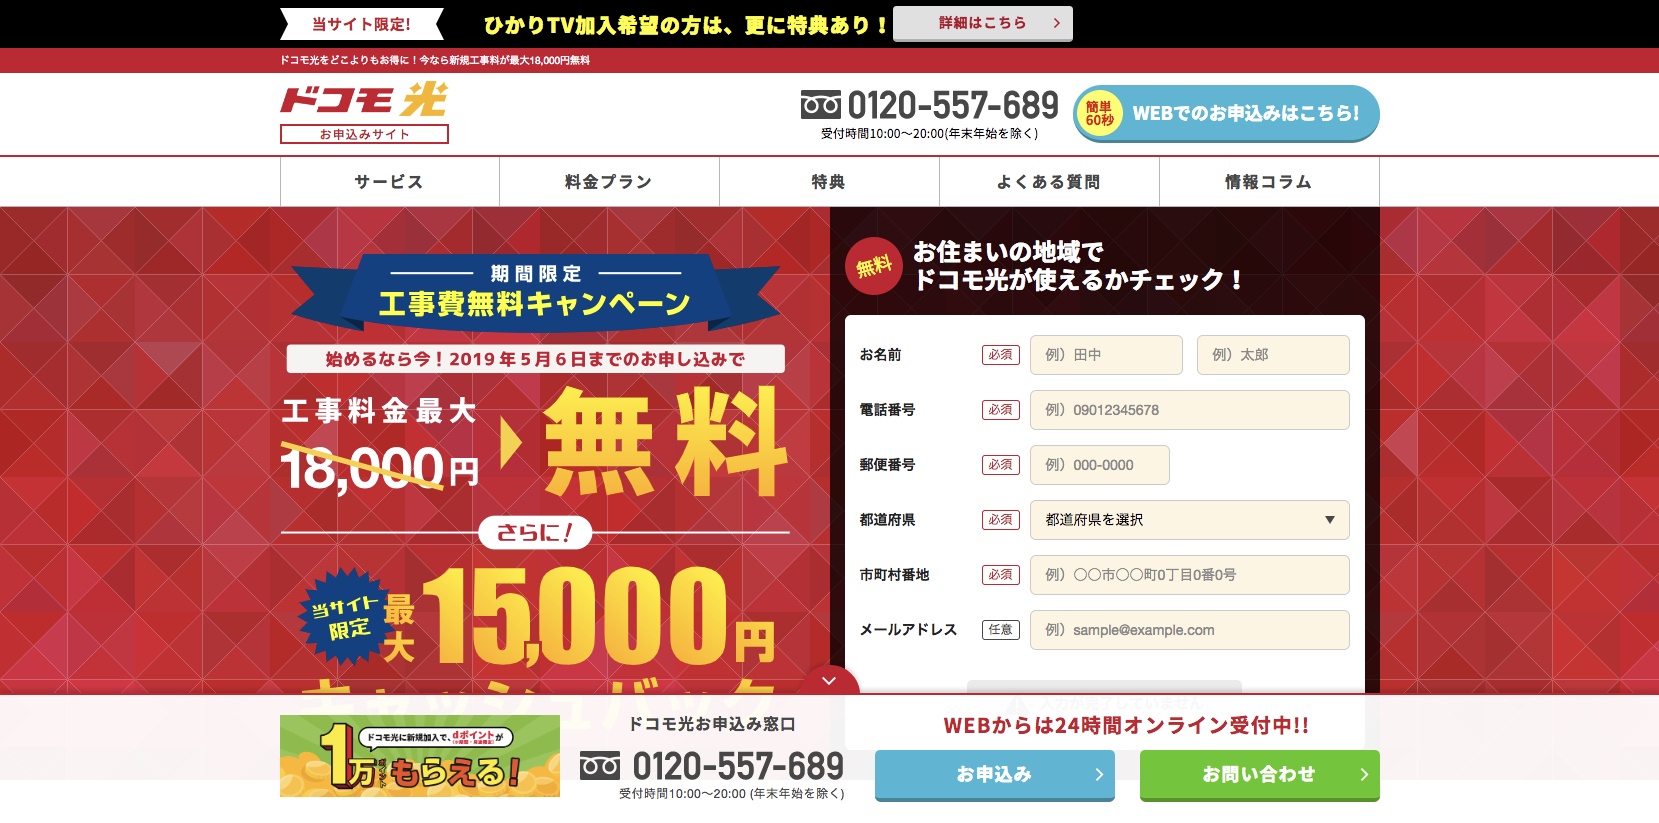 当サイト限定!
ひかりTV加入希望の方は、更に特典あり！
詳細はこちら
ドコモ光をどこよりもお得に！今なら新規工事料が最大18,000円無料
ドコモ光
お申込みサイト
0120-557-689
受付時間10:00〜20:00(年末年始を除く)
簡単
60秒
WEBでのお申込みはこちら!
サービス
料金プラン
特典
よくある質問
情報コラム
期間限定
工事費無料キャンペーン
始めるなら今！2019年5月6日までのお申し込みで
工事料金最大
18,000円
無料
さらに！
当サイト
限定
最大
15,000円
キャッシュバック
無料
お住まいの地域で
ドコモ光が使えるかチェック！
お名前 必須 例）田中 例）太郎
電話番号 必須 例）09012345678
郵便番号 必須 例）000-0000
都道府県 必須 都道府県を選択
市町村番地 必須 例）〇〇市〇〇町0丁目0番0号
メールアドレス 任意 例）sample@example.com
入力が完了していません
ドコモ光に新規加入で、dポイントが
1万ポイントもらえる！
ドコモ光お申込み窓口
0120-557-689
受付時間10:00〜20:00 (年末年始を除く)
WEBからは24時間オンライン受付中!!
お申込み
お問い合わせ